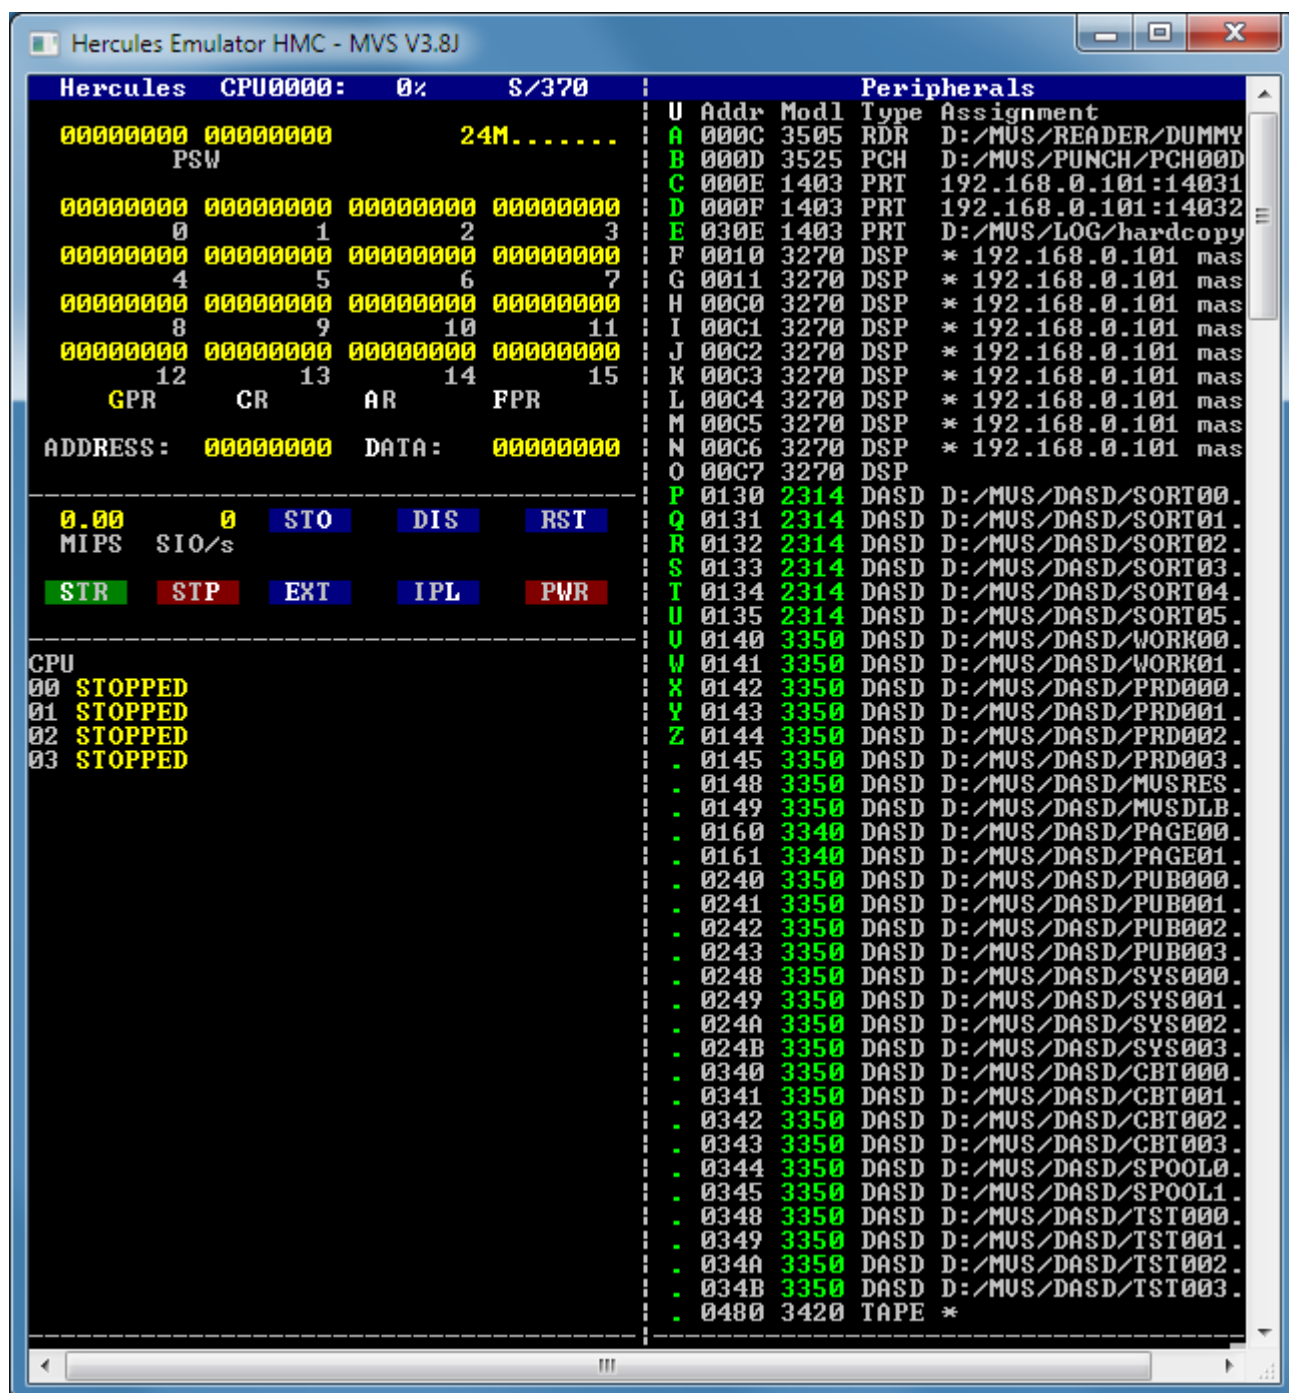 Hercules Emulator HMC - MVS V3.8J
Hercules CPU0000: 0% S/370
00000000 00000000 24M.......
PSW
00000000 00000000 00000000 00000000
0 1 2 3
00000000 00000000 00000000 00000000
4 5 6 7
00000000 00000000 00000000 00000000
8 9 10 11
00000000 00000000 00000000 00000000
12 13 14 15
GPR CR AR FPR
ADDRESS: 00000000 DATA: 00000000
0.00 0 STO DIS RST
MIPS SIO/s
STR STP EXT IPL PWR
CPU
00 STOPPED
01 STOPPED
02 STOPPED
03 STOPPED
Peripherals
U Addr Modl Type Assignment
A 000C 3505 RDR D:/MVS/READER/DUMMY
B 000D 3525 PCH D:/MVS/PUNCH/PCH00D
C 000E 1403 PRT 192.168.0.101:14031
D 000F 1403 PRT 192.168.0.101:14032
E 030E 1403 PRT D:/MVS/LOG/hardcopy
F 0010 3270 DSP * 192.168.0.101 mas
G 0011 3270 DSP * 192.168.0.101 mas
H 00C0 3270 DSP * 192.168.0.101 mas
I 00C1 3270 DSP * 192.168.0.101 mas
J 00C2 3270 DSP * 192.168.0.101 mas
K 00C3 3270 DSP * 192.168.0.101 mas
L 00C4 3270 DSP * 192.168.0.101 mas
M 00C5 3270 DSP * 192.168.0.101 mas
N 00C6 3270 DSP * 192.168.0.101 mas
O 00C7 3270 DSP
P 0130 2314 DASD D:/MVS/DASD/SORT00.
Q 0131 2314 DASD D:/MVS/DASD/SORT01.
R 0132 2314 DASD D:/MVS/DASD/SORT02.
S 0133 2314 DASD D:/MVS/DASD/SORT03.
T 0134 2314 DASD D:/MVS/DASD/SORT04.
U 0135 2314 DASD D:/MVS/DASD/SORT05.
V 0140 3350 DASD D:/MVS/DASD/WORK00.
W 0141 3350 DASD D:/MVS/DASD/WORK01.
X 0142 3350 DASD D:/MVS/DASD/PRD000.
Y 0143 3350 DASD D:/MVS/DASD/PRD001.
Z 0144 3350 DASD D:/MVS/DASD/PRD002.
. 0145 3350 DASD D:/MVS/DASD/PRD003.
. 0148 3350 DASD D:/MVS/DASD/MVSRES.
. 0149 3350 DASD D:/MVS/DASD/MVSDLB.
. 0160 3340 DASD D:/MVS/DASD/PAGE00.
. 0161 3340 DASD D:/MVS/DASD/PAGE01.
. 0240 3350 DASD D:/MVS/DASD/PUB000.
. 0241 3350 DASD D:/MVS/DASD/PUB001.
. 0242 3350 DASD D:/MVS/DASD/PUB002.
. 0243 3350 DASD D:/MVS/DASD/PUB003.
. 0248 3350 DASD D:/MVS/DASD/SYS000.
. 0249 3350 DASD D:/MVS/DASD/SYS001.
. 024A 3350 DASD D:/MVS/DASD/SYS002.
. 024B 3350 DASD D:/MVS/DASD/SYS003.
. 0340 3350 DASD D:/MVS/DASD/CBT000.
. 0341 3350 DASD D:/MVS/DASD/CBT001.
. 0342 3350 DASD D:/MVS/DASD/CBT002.
. 0343 3350 DASD D:/MVS/DASD/CBT003.
. 0344 3350 DASD D:/MVS/DASD/SPOOL0.
. 0345 3350 DASD D:/MVS/DASD/SPOOL1.
. 0348 3350 DASD D:/MVS/DASD/TST000.
. 0349 3350 DASD D:/MVS/DASD/TST001.
. 034A 3350 DASD D:/MVS/DASD/TST002.
. 034B 3350 DASD D:/MVS/DASD/TST003.
. 0480 3420 TAPE *